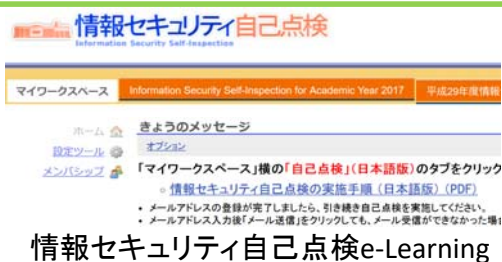 情報セキュリティ自己点検
Information Security Self-Inspection
マイワークスペース
Information Security Self-Inspection for Academic Year 2017
平成29年度情報
ホーム
きょうのメッセージ
設定ツール
オプション
メンバシップ
「マイワークスペース」横の「自己点検」(日本語版)のタブをクリック
情報セキュリティ自己点検の実施手順（日本語版）(PDF)
・メールアドレスの登録が完了しましたら、引き続き自己点検を実施してください。
・メールアドレス入力後「メール送信」をクリックしても、メール受信ができなかった場合
情報セキュリティ自己点検e-Learning